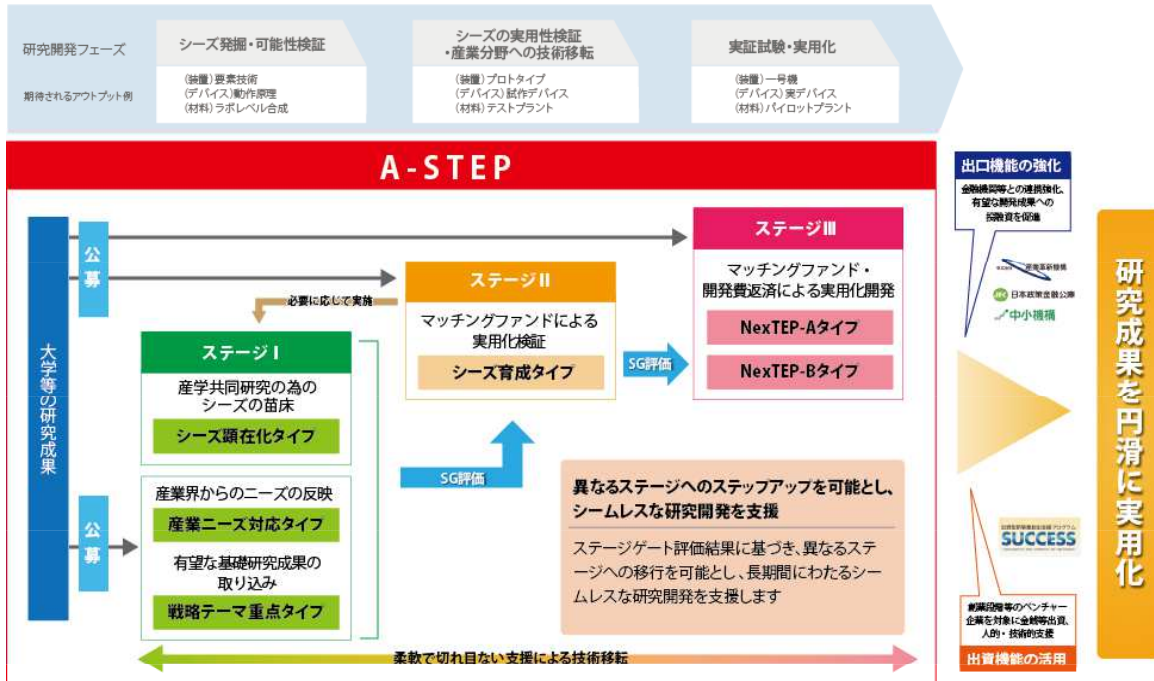 研究開発フェーズ
シーズ発掘・可能性検証
シーズの実用性検証
・産業分野への技術移転
実証試験・実用化
期待されるアウトプット例
(装置)要素技術
(デバイス)動作原理
(材料)ラボレベル合成
(装置)プロトタイプ
(デバイス)試作デバイス
(材料)テストプラント
(装置)一号機
(デバイス)実デバイス
(材料)パイロットプラント
A-STEP
大学等の研究成果
公募
公募
必要に応じて実施
ステージⅠ
産学共同研究の為の
シーズの苗床
シーズ顕在化タイプ
産業界からのニーズの反映
産業ニーズ対応タイプ
有望な基礎研究成果の
取り込み
戦略テーマ重点タイプ
SG評価
ステージⅡ
マッチングファンドによる
実用化検証
シーズ育成タイプ
SG評価
ステージⅢ
マッチングファンド・
開発費返済による実用化開発
NexTEP-Aタイプ
NexTEP-Bタイプ
異なるステージへのステップアップを可能とし、
シームレスな研究開発を支援
ステージゲート評価結果に基づき、異なるステ
ージへの移行を可能とし、長期間にわたるシー
ムレスな研究開発を支援します
柔軟で切れ目ない支援による技術移転
出口機能の強化
金融機関等との連携強化、
有望な開発成果への
投融資を促進
産業革新機構
JFC 日本政策金融公庫
中小機構
SUCCESS
創業段階等のベンチャー
企業を対象に金銭等出資、
人的・技術的支援
出資機能の活用
研究成果を円滑に実用化